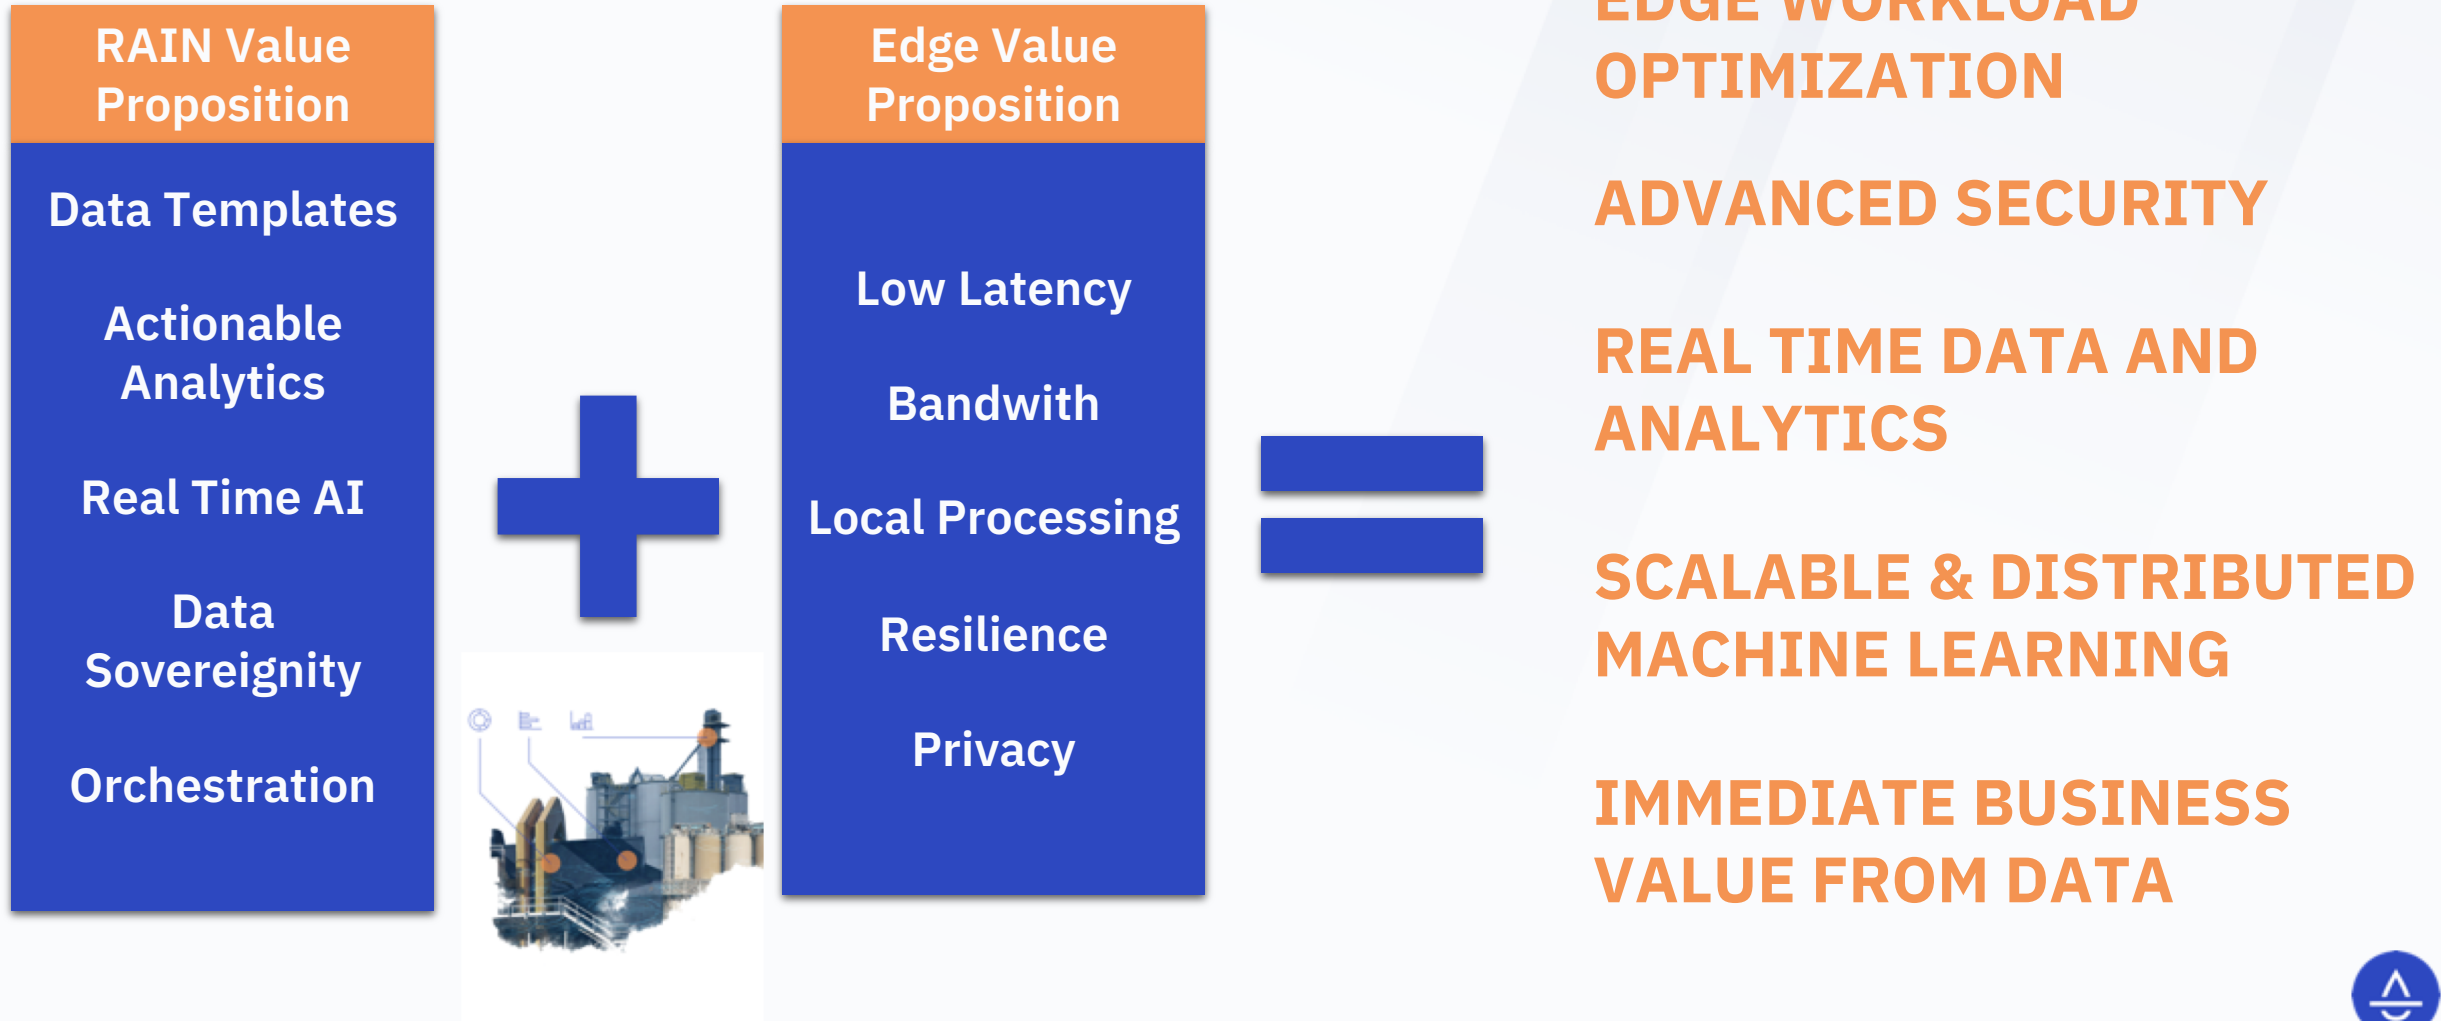 RAIN Value
Proposition
Data Templates
Actionable
Analytics
Real Time AI
Data
Sovereignity
Orchestration
Edge Value
Proposition
Low Latency
Bandwith
Local Processing
Resilience
Privacy
EDGE WORKLOAD
OPTIMIZATION
ADVANCED SECURITY
REAL TIME DATA AND
ANALYTICS
SCALABLE & DISTRIBUTED
MACHINE LEARNING
IMMEDIATE BUSINESS
VALUE FROM DATA